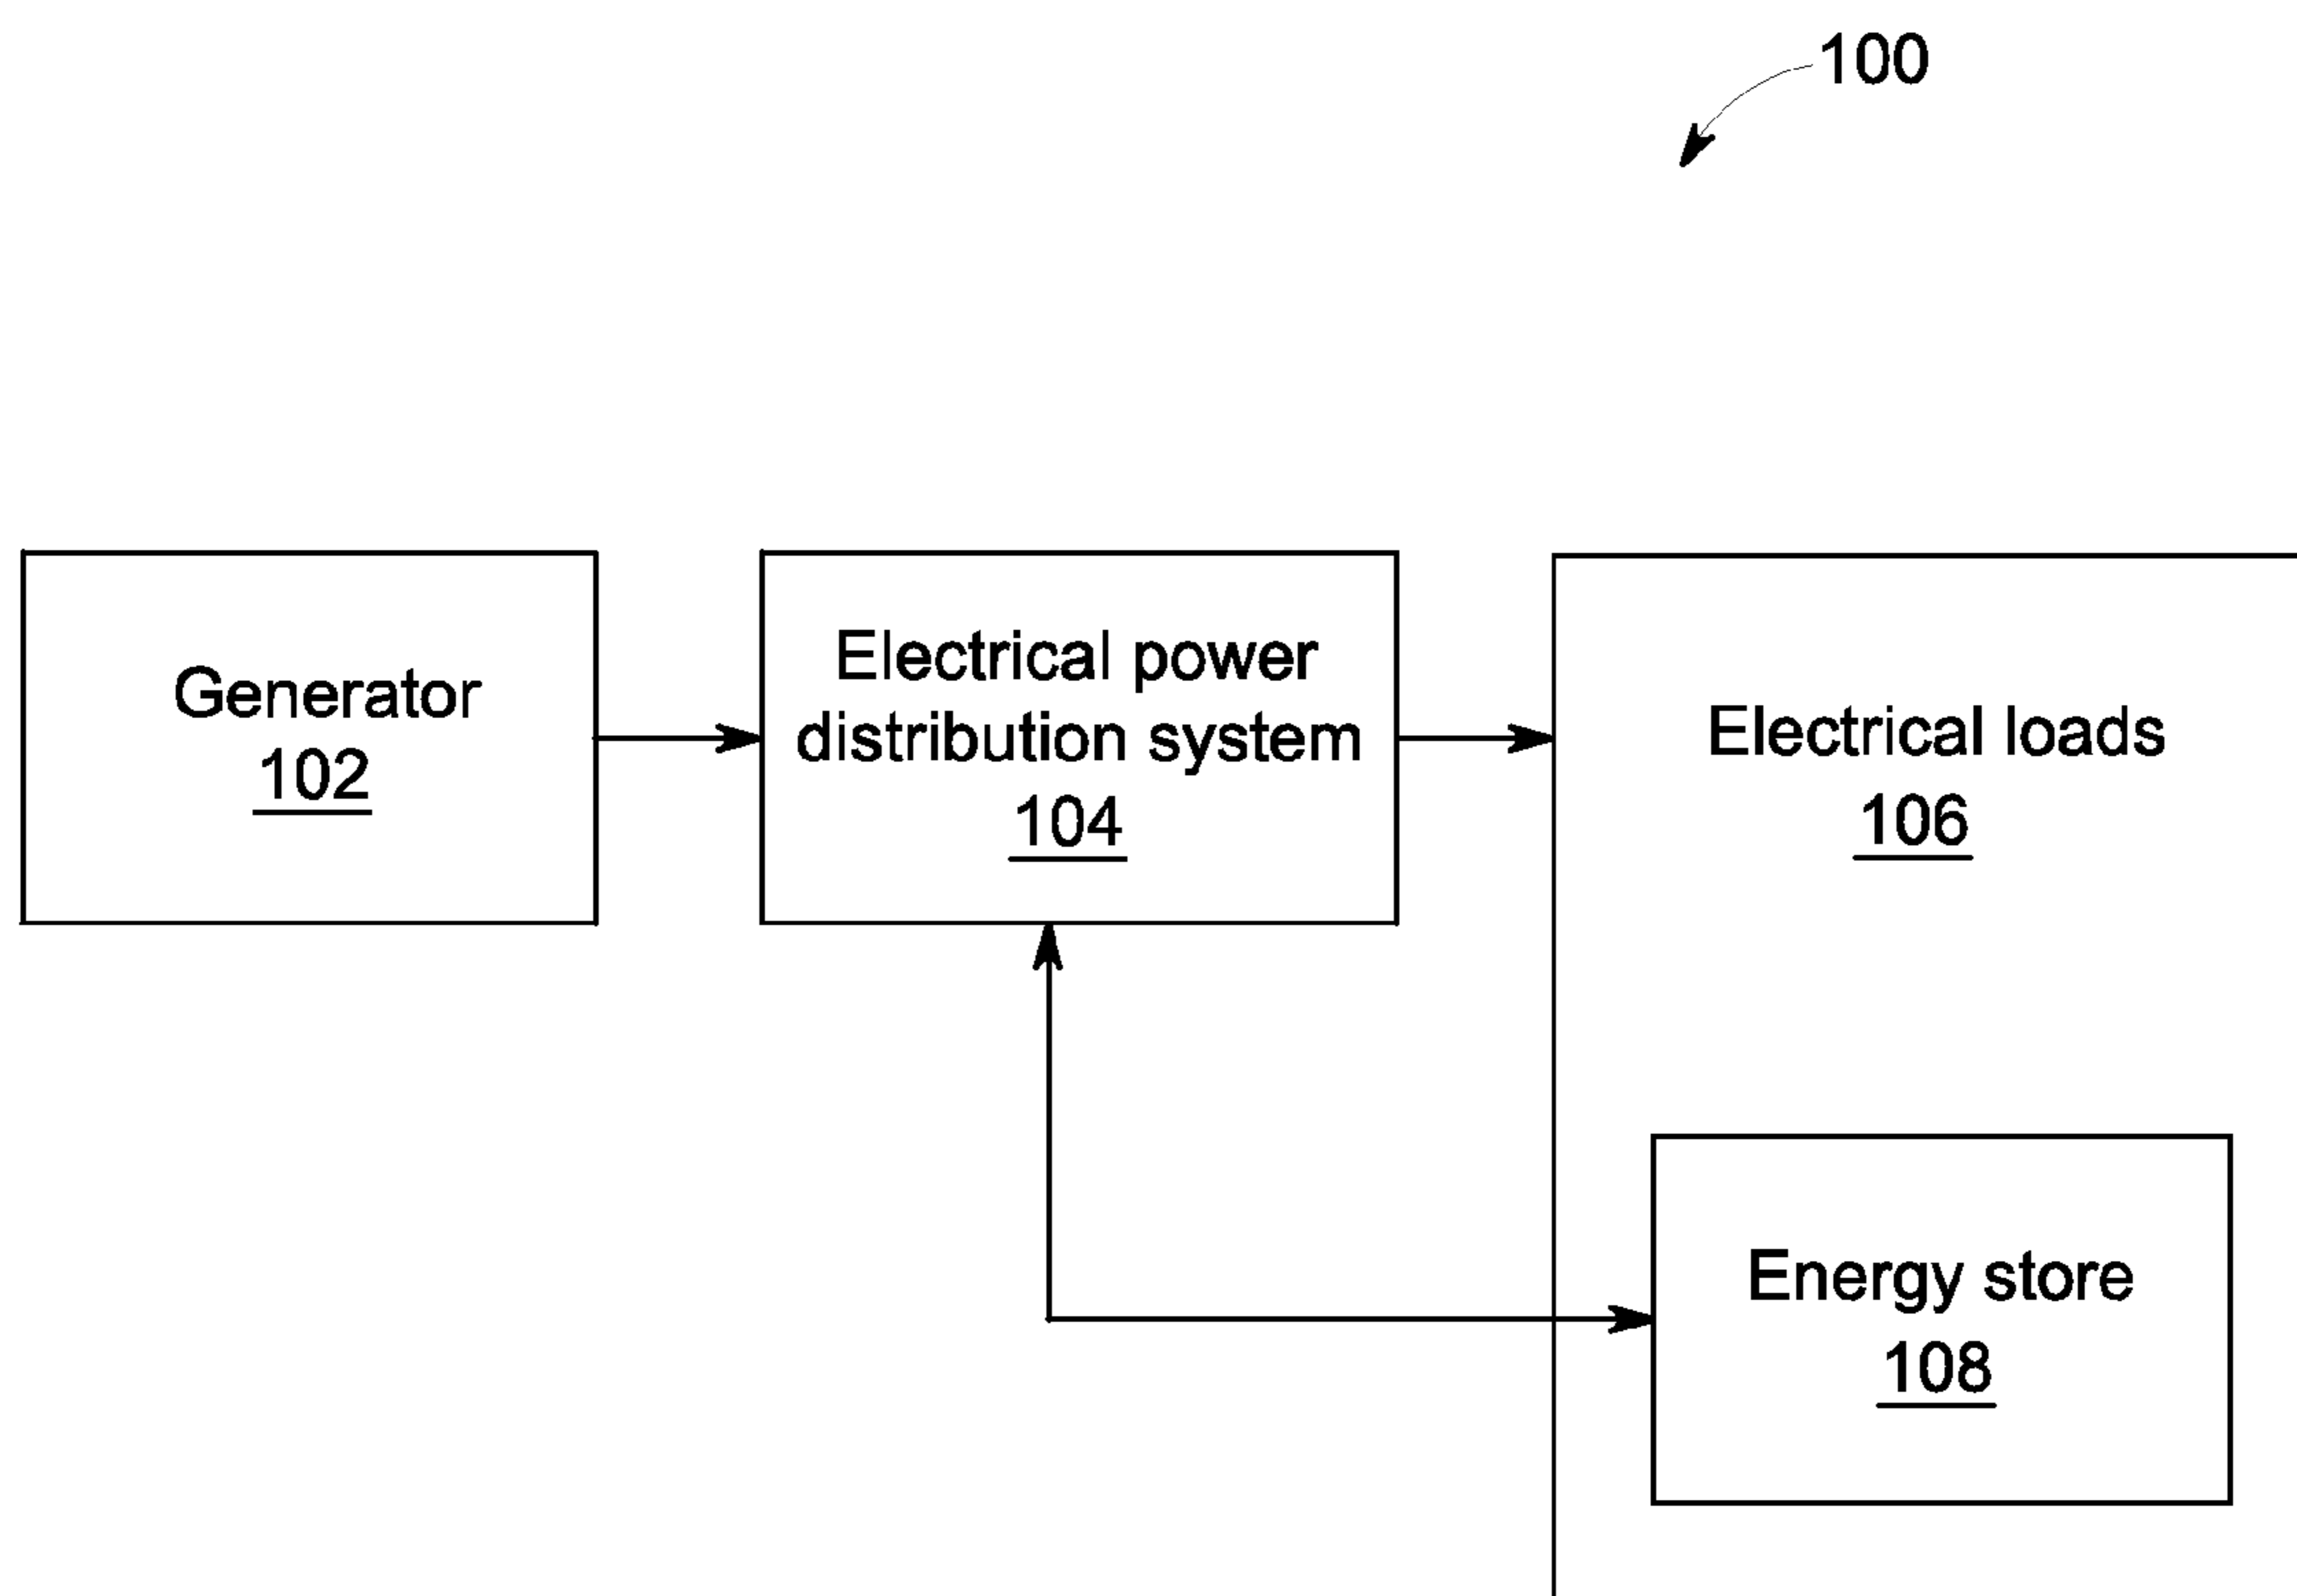 100
Generator
102
Electrical power
distribution system
104
Electrical loads
106
Energy store
108